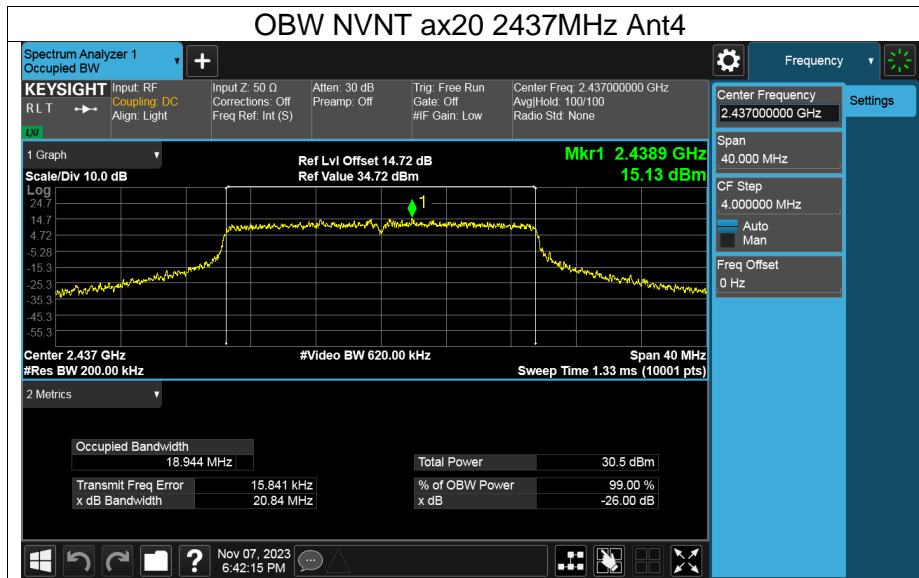 OBW NVNT ax20 2437MHz Ant4
Spectrum Analyzer 1
Occupied BW
Frequency
KEYSIGHT
RLT
LXI
Input: RF
Coupling: DC
Align: Light
Input Z: 50 Ω
Corrections: Off
Freq Ref: Int (S)
Atten: 30 dB
Preamp: Off
Trig: Free Run
Gate: Off
#IF Gain: Low
Center Freq: 2.437000000 GHz
Avg|Hold: 100/100
Radio Std: None
Center Frequency
2.437000000 GHz
Settings
Span
40.000 MHz
CF Step
4.000000 MHz
Auto
Man
Freq Offset
0 Hz
1 Graph
Scale/Div 10.0 dB
Ref Lvl Offset 14.72 dB
Ref Value 34.72 dBm
Mkr1 2.4389 GHz
15.13 dBm
Log
24.7
14.7
4.72
-5.28
-15.3
-25.3
-35.3
-45.3
-55.3
1
Center 2.437 GHz
#Res BW 200.00 kHz
#Video BW 620.00 kHz
Span 40 MHz
Sweep Time 1.33 ms (10001 pts)
2 Metrics
Occupied Bandwidth
18.944 MHz
Transmit Freq Error 15.841 kHz
x dB Bandwidth 20.84 MHz
Total Power 30.5 dBm
% of OBW Power 99.00 %
x dB -26.00 dB
?
Nov 07, 2023
6:42:15 PM